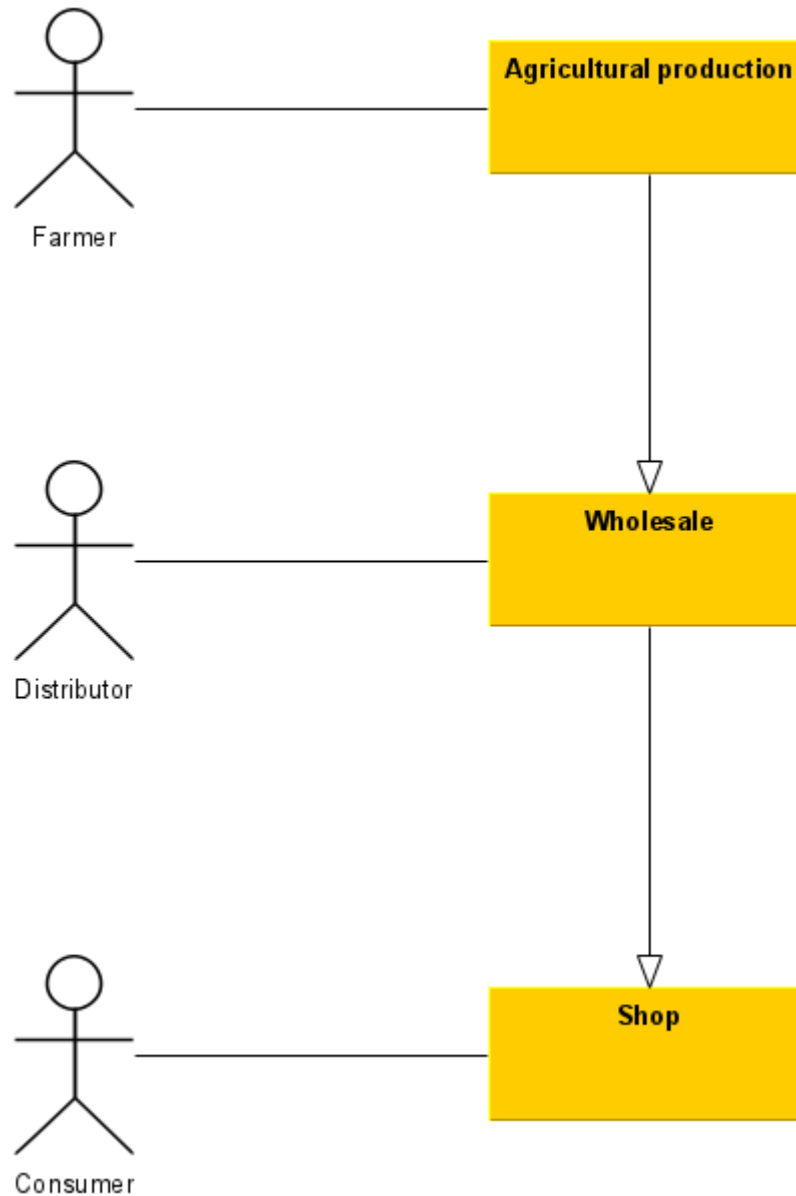 Agricultural production
Farmer
Wholesale
Distributor
Shop
Consumer